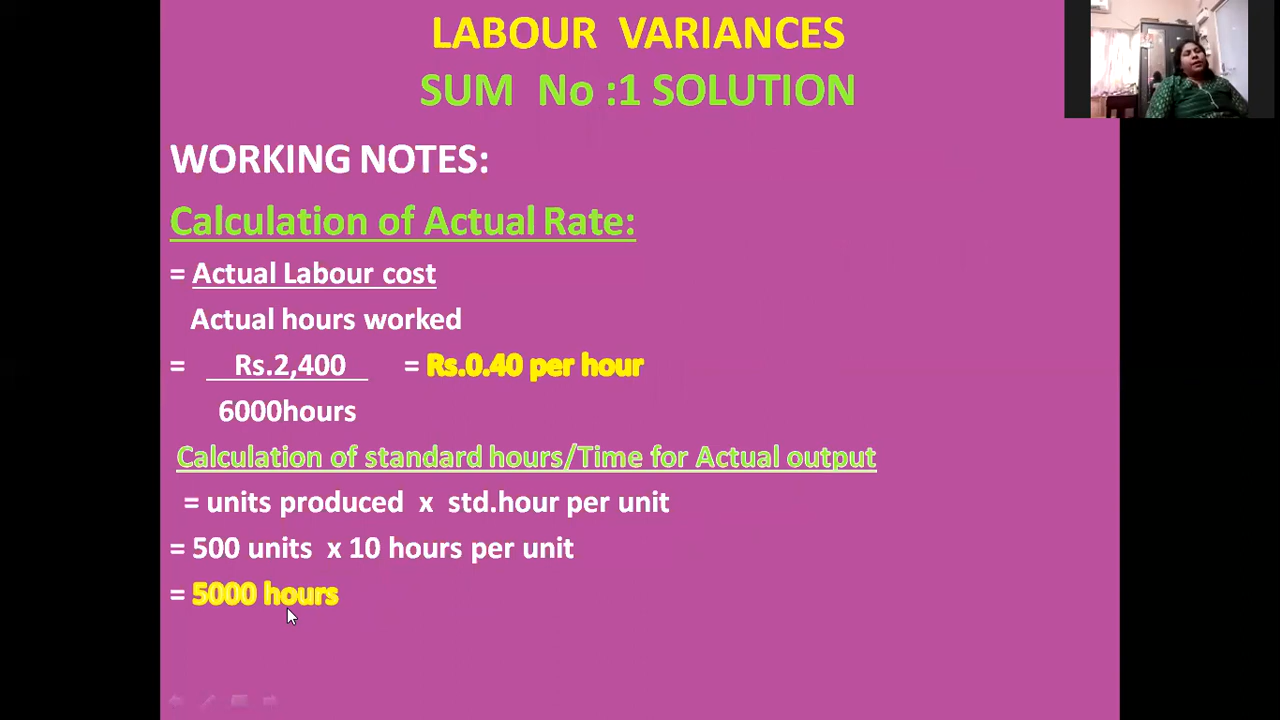 LABOUR VARIANCES
SUM No :1 SOLUTION
WORKING NOTES:
Calculation of Actual Rate:
= Actual Labour cost
Actual hours worked
= Rs.2,400 = Rs.0.40 per hour
6000hours
Calculation of standard hours/Time for Actual output
= units produced x std.hour per unit
= 500 units x 10 hours per unit
= 5000 hours